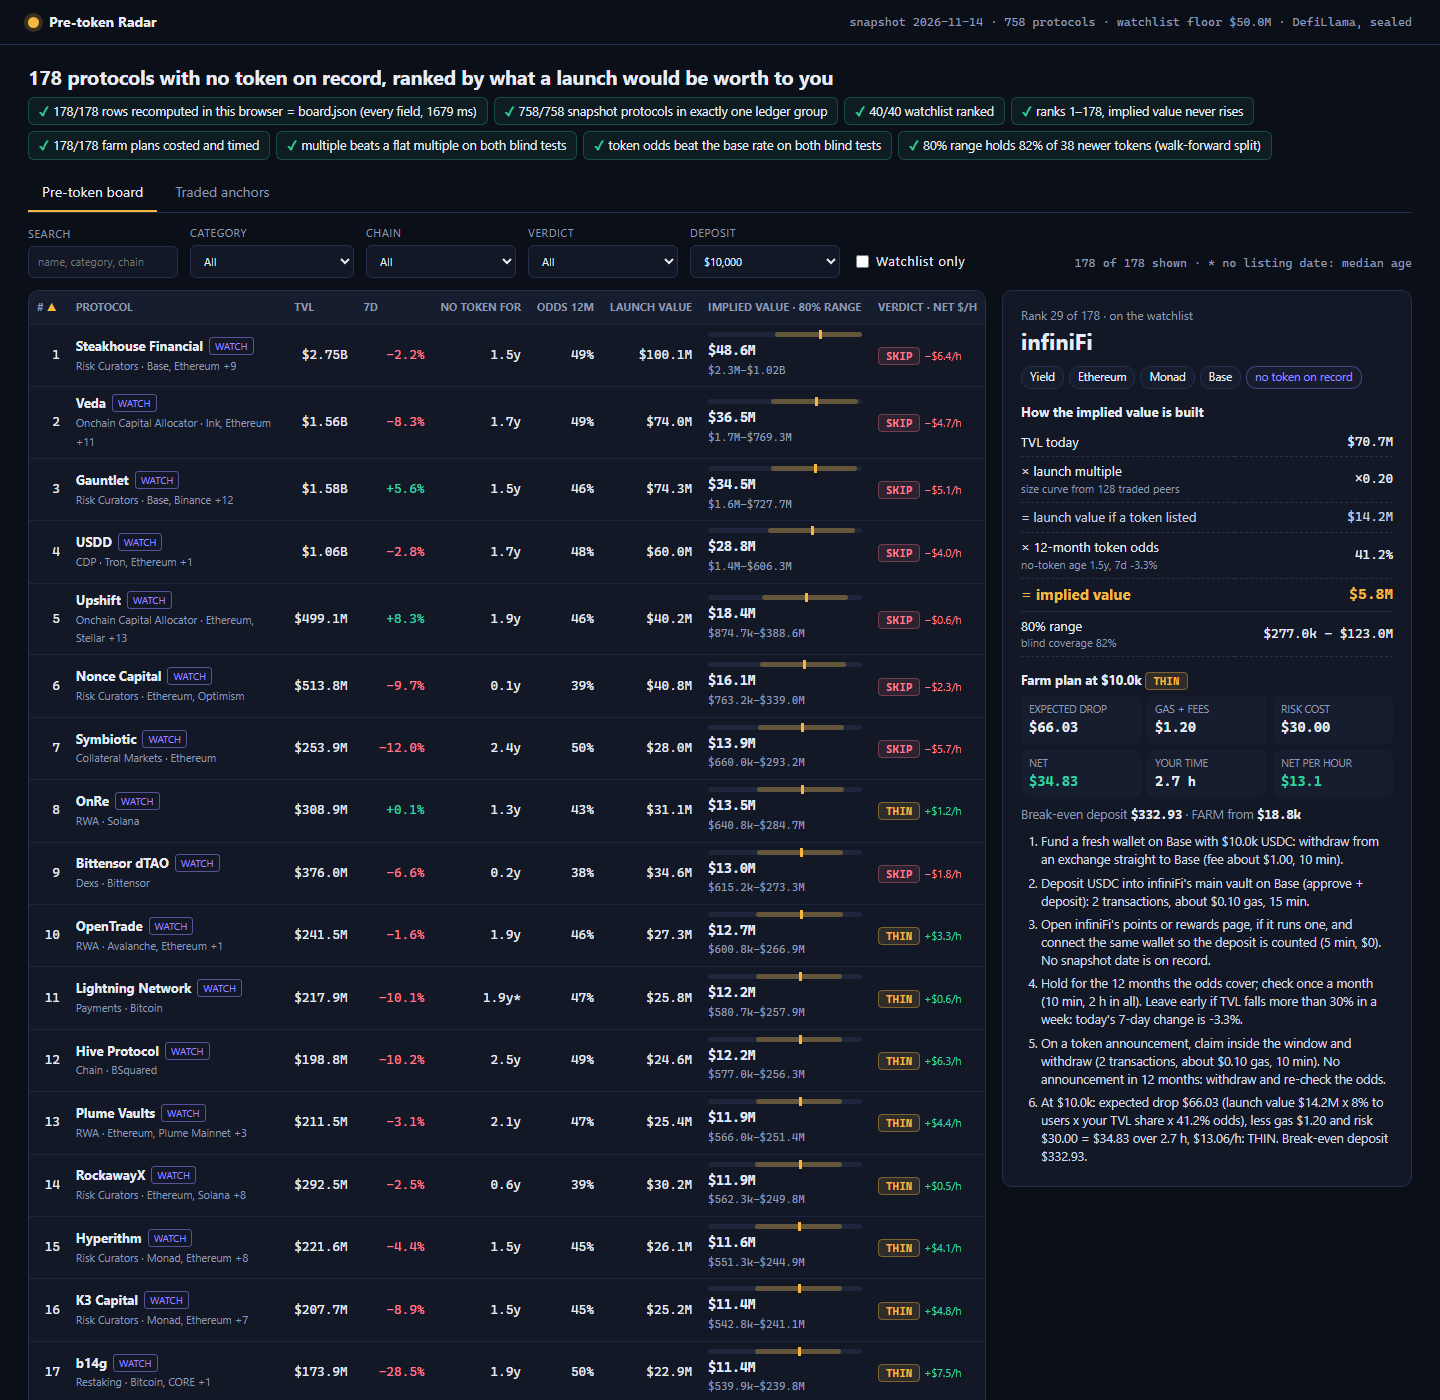 Pre-token Radar
snapshot 2026-11-14 · 758 protocols · watchlist floor $50.0M · DefiLlama, sealed
178 protocols with no token on record, ranked by what a launch would be worth to you
✓ 178/178 rows recomputed in this browser = board.json (every field, 1679 ms)
✓ 758/758 snapshot protocols in exactly one ledger group
✓ 40/40 watchlist ranked
✓ ranks 1–178, implied value never rises
✓ 178/178 farm plans costed and timed
✓ multiple beats a flat multiple on both blind tests
✓ token odds beat the base rate on both blind tests
✓ 80% range holds 82% of 38 newer tokens (walk-forward split)
Pre-token board
Traded anchors
SEARCH
name, category, chain
CATEGORY
All
CHAIN
All
VERDICT
All
DEPOSIT
$10,000
Watchlist only
178 of 178 shown · * no listing date: median age
# ▲ PROTOCOL TVL 7D NO TOKEN FOR ODDS 12M LAUNCH VALUE IMPLIED VALUE · 80% RANGE VERDICT · NET $/H
1 Steakhouse Financial WATCH $2.75B −2.2% 1.5y 49% $100.1M $48.6M SKIP −$6.4/h
Risk Curators · Base, Ethereum +9 $2.3M–$1.02B
2 Veda WATCH $1.56B −8.3% 1.7y 49% $74.0M $36.5M SKIP −$4.7/h
Onchain Capital Allocator · Ink, Ethereum
+11 $1.7M–$769.3M
3 Gauntlet WATCH $1.58B +5.6% 1.5y 46% $74.3M $34.5M SKIP −$5.1/h
Risk Curators · Base, Binance +12 $1.6M–$727.7M
4 USDD WATCH $1.06B −2.8% 1.7y 48% $60.0M $28.8M SKIP −$4.0/h
CDP · Tron, Ethereum +1 $1.4M–$606.3M
5 Upshift WATCH $499.1M +8.3% 1.9y 46% $40.2M $18.4M SKIP −$0.6/h
Onchain Capital Allocator · Ethereum,
Stellar +13 $874.7k–$388.6M
6 Nonce Capital WATCH $513.8M −9.7% 0.1y 39% $40.8M $16.1M SKIP −$2.3/h
Risk Curators · Ethereum, Optimism $763.2k–$339.0M
7 Symbiotic WATCH $253.9M −12.0% 2.4y 50% $28.0M $13.9M SKIP −$5.7/h
Collateral Markets · Ethereum $660.0k–$293.2M
8 OnRe WATCH $308.9M +0.1% 1.3y 43% $31.1M $13.5M THIN +$1.2/h
RWA · Solana $640.8k–$284.7M
9 Bittensor dTAO WATCH $376.0M −6.6% 0.2y 38% $34.6M $13.0M SKIP −$1.8/h
Dexs · Bittensor $615.2k–$273.3M
10 OpenTrade WATCH $241.5M −1.6% 1.9y 46% $27.3M $12.7M THIN +$3.3/h
RWA · Avalanche, Ethereum +1 $600.8k–$266.9M
11 Lightning Network WATCH $217.9M −10.1% 1.9y* 47% $25.8M $12.2M THIN +$0.6/h
Payments · Bitcoin $580.7k–$257.9M
12 Hive Protocol WATCH $198.8M −10.2% 2.5y 49% $24.6M $12.2M THIN +$6.3/h
Chain · BSquared $577.0k–$256.3M
13 Plume Vaults WATCH $211.5M −3.1% 2.1y 47% $25.4M $11.9M THIN +$4.4/h
RWA · Ethereum, Plume Mainnet +3 $566.0k–$251.4M
14 RockawayX WATCH $292.5M −2.5% 0.6y 39% $30.2M $11.9M THIN +$0.5/h
Risk Curators · Ethereum, Solana +8 $562.3k–$249.8M
15 Hyperithm WATCH $221.6M −4.4% 1.5y 45% $26.1M $11.6M THIN +$4.1/h
Risk Curators · Monad, Ethereum +8 $551.3k–$244.9M
16 K3 Capital WATCH $207.7M −8.9% 1.5y 45% $25.2M $11.4M THIN +$4.8/h
Risk Curators · Monad, Ethereum +7 $542.8k–$241.1M
17 b14g WATCH $173.9M −28.5% 1.9y 50% $22.9M $11.4M THIN +$7.5/h
Restaking · Bitcoin, CORE +1 $539.9k–$239.8M
Rank 29 of 178 · on the watchlist
infiniFi
Yield Ethereum Monad Base no token on record
How the implied value is built
TVL today $70.7M
× launch multiple ×0.20
size curve from 128 traded peers
= launch value if a token listed $14.2M
× 12-month token odds 41.2%
no-token age 1.5y, 7d -3.3%
= implied value $5.8M
80% range $277.0k – $123.0M
blind coverage 82%
Farm plan at $10.0k THIN
EXPECTED DROP GAS + FEES RISK COST
$66.03 $1.20 $30.00
NET YOUR TIME NET PER HOUR
$34.83 2.7 h $13.1
Break-even deposit $332.93 · FARM from $18.8k
1. Fund a fresh wallet on Base with $10.0k USDC: withdraw from
an exchange straight to Base (fee about $1.00, 10 min).
2. Deposit USDC into infiniFi's main vault on Base (approve +
deposit): 2 transactions, about $0.10 gas, 15 min.
3. Open infiniFi's points or rewards page, if it runs one, and
connect the same wallet so the deposit is counted (5 min, $0).
No snapshot date is on record.
4. Hold for the 12 months the odds cover; check once a month
(10 min, 2 h in all). Leave early if TVL falls more than 30% in a
week: today's 7-day change is -3.3%.
5. On a token announcement, claim inside the window and
withdraw (2 transactions, about $0.10 gas, 10 min). No
announcement in 12 months: withdraw and re-check the odds.
6. At $10.0k: expected drop $66.03 (launch value $14.2M x 8% to
users x your TVL share x 41.2% odds), less gas $1.20 and risk
$30.00 = $34.83 over 2.7 h, $13.06/h: THIN. Break-even deposit
$332.93.